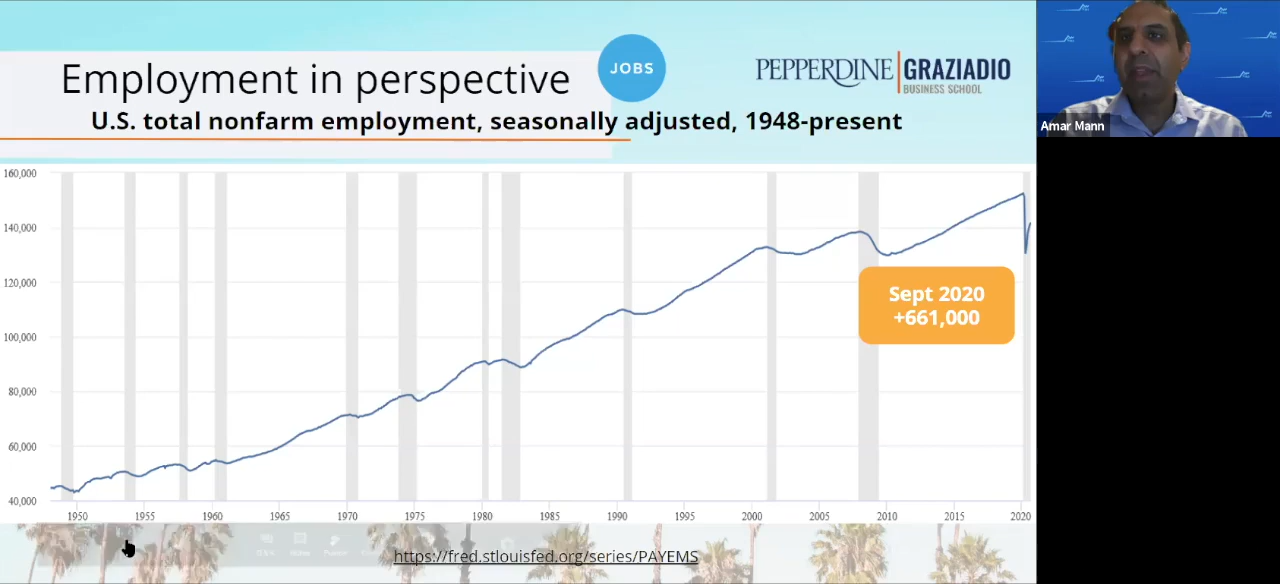 Employment in perspective
JOBS
PEPPERDINE GRAZIADIO
BUSINESS SCHOOL
U.S. total nonfarm employment, seasonally adjusted, 1948-present
Amar Mann
160,000
140,000
120,000
100,000
80,000
60,000
40,000
Sept 2020
+661,000
1950 1955 1960 1965 1970 1975 1980 1985 1990 1995 2000 2005 2010 2015 2020
https://fred.stlouisfed.org/series/PAYEMS